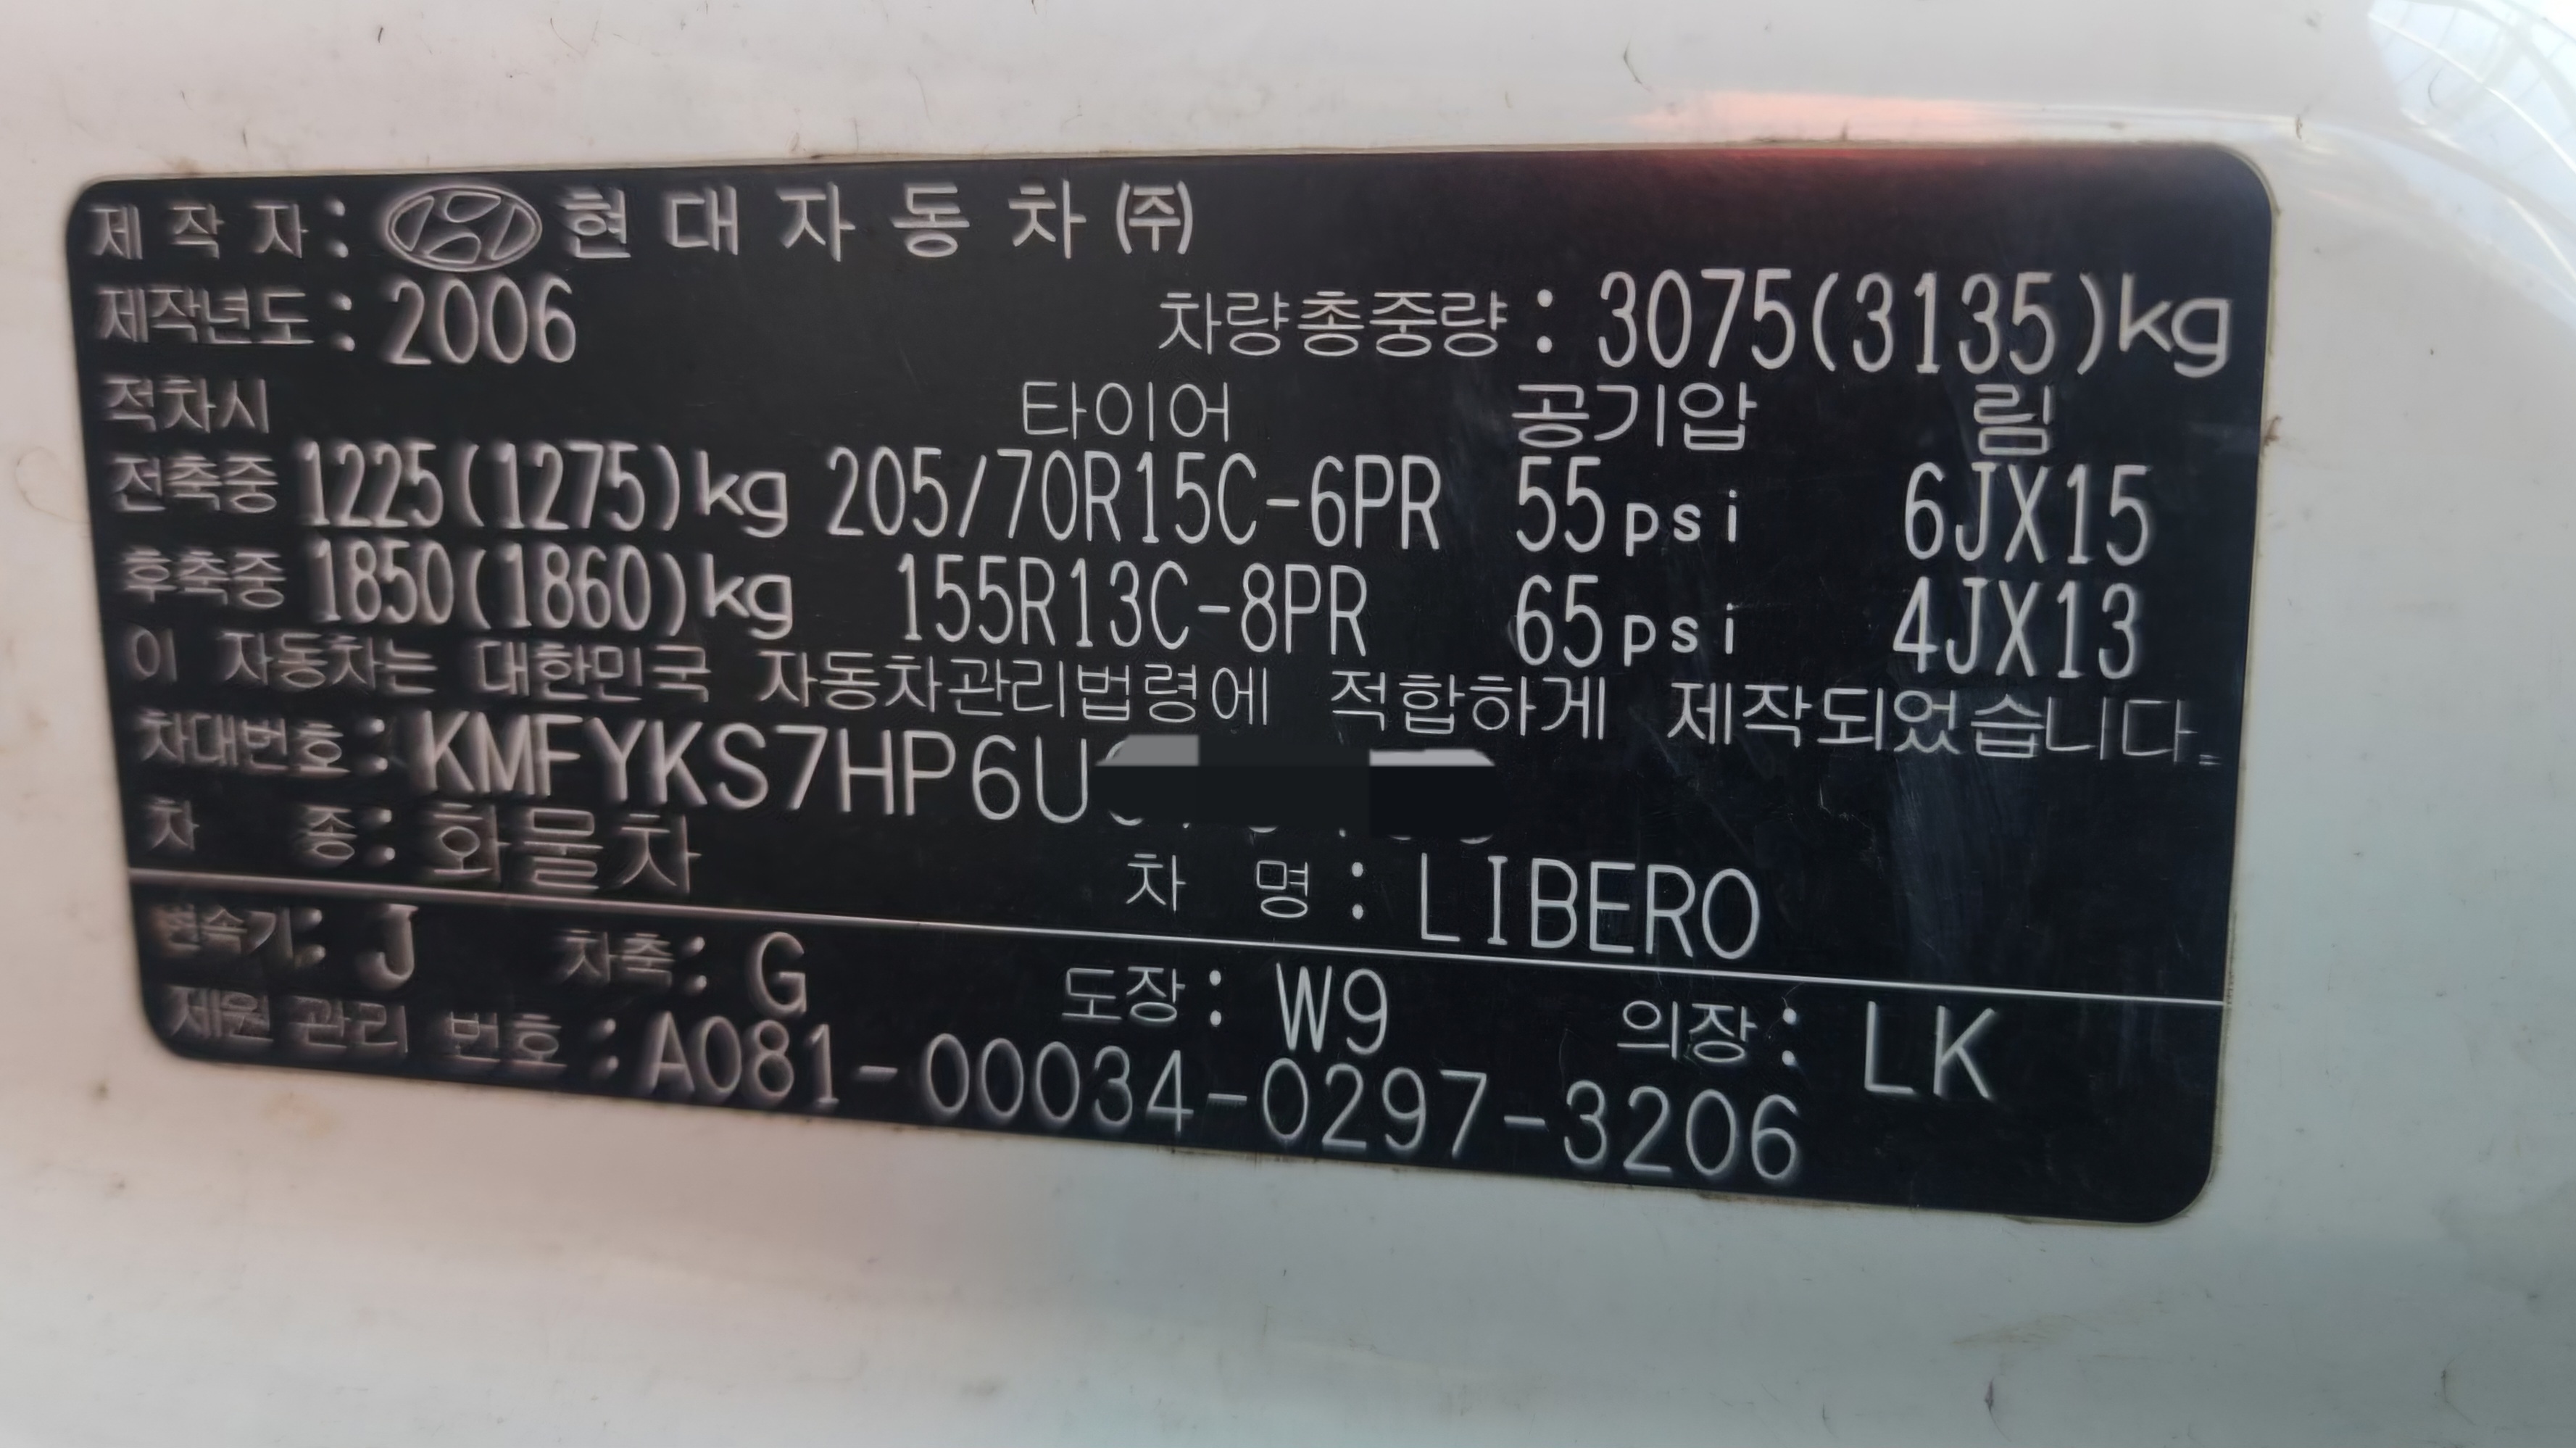 제 작 자 : 현 대 자 동 차 ㈜
제작년도 : 2006 차량총중량 : 3075(3135)kg
적차시 타이어 공기압 림
전축중 1225(1275)kg 205/70R15C-6PR 55psi 6JX15
후축중 1850(1860)kg 155R13C-8PR 65psi 4JX13
이 자동차는 대한민국 자동차관리법령에 적합하게 제작되었습니다.
차대번호 : KMFYKS7HP6U
차 종 : 화물차 차 명 : LIBERO
변속기 : J 차축 : G 도장 : W9 의장 : LK
제원 관리 번호 : A081-00034-0297-3206